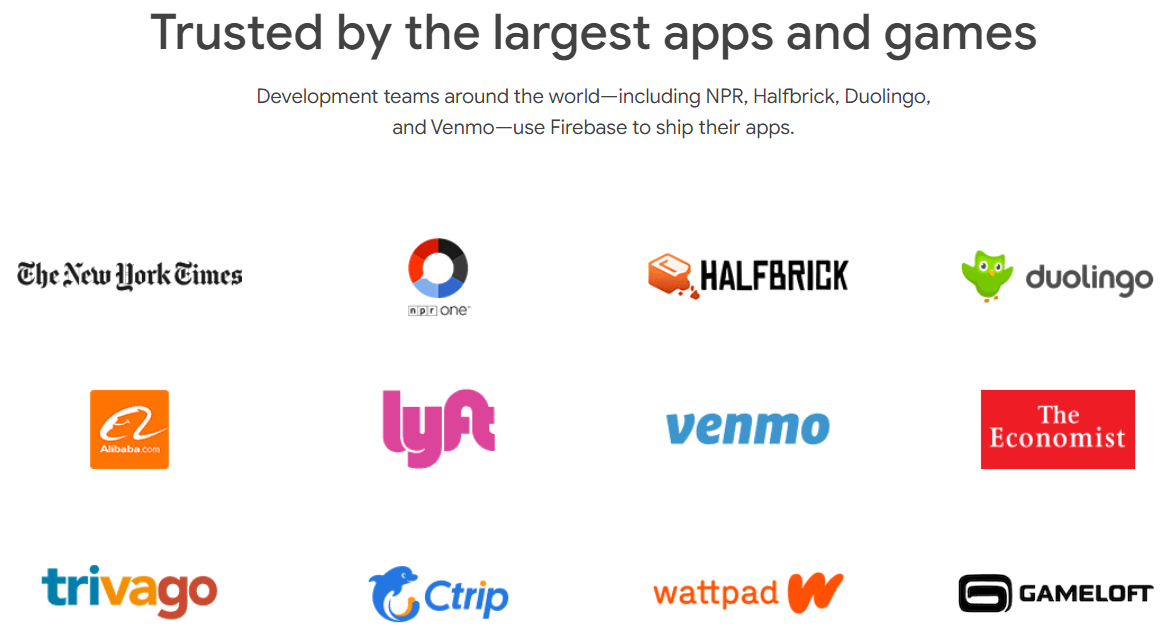 Trusted by the largest apps and games
Development teams around the world—including NPR, Halfbrick, Duolingo,
and Venmo—use Firebase to ship their apps.
The New York Times
npr one™
HALFBRICK
duolingo
Alibaba.com
lyft
venmo
The
Economist
trivago
Ctrip
wattpad
GAMELOFT